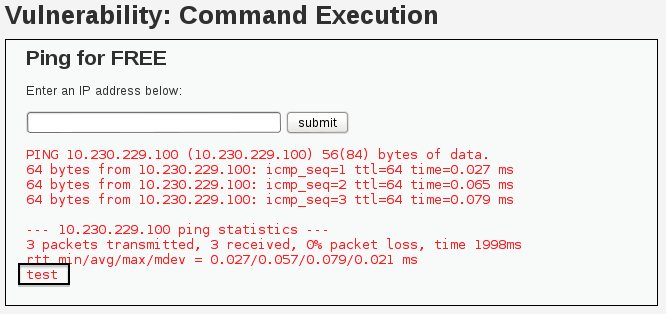 Vulnerability: Command Execution
Ping for FREE
Enter an IP address below:
submit
PING 10.230.229.100 (10.230.229.100) 56(84) bytes of data.
64 bytes from 10.230.229.100: icmp_seq=1 ttl=64 time=0.027 ms
64 bytes from 10.230.229.100: icmp_seq=2 ttl=64 time=0.065 ms
64 bytes from 10.230.229.100: icmp_seq=3 ttl=64 time=0.079 ms
--- 10.230.229.100 ping statistics ---
3 packets transmitted, 3 received, 0% packet loss, time 1998ms
rtt min/avg/max/mdev = 0.027/0.057/0.079/0.021 ms
test